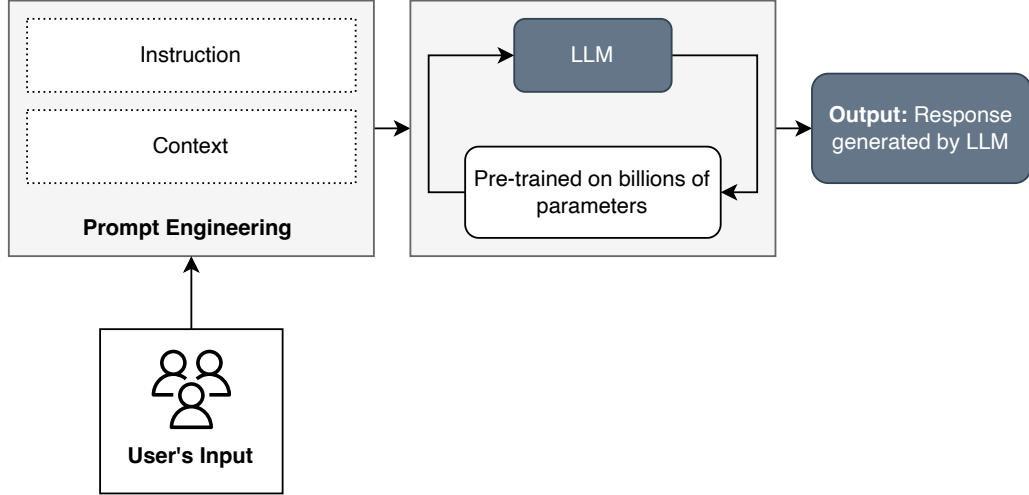 Instruction
Context
Prompt Engineering
User's Input
LLM
Pre-trained on billions of
parameters
Output: Response
generated by LLM